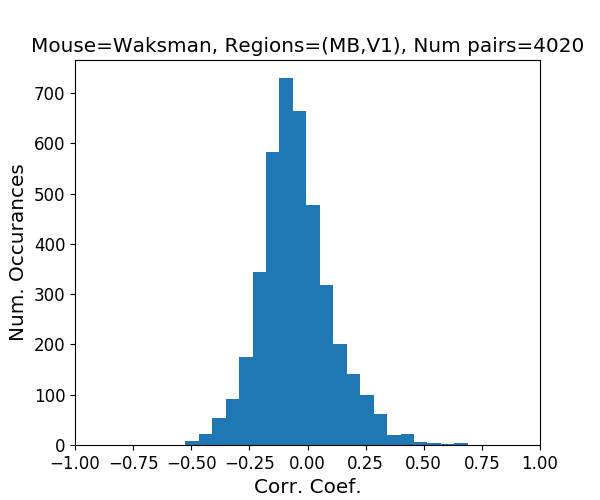 Mouse=Waksman, Regions=(MB,V1), Num pairs=4020
700
600
500
400
300
200
100
0
Num. Occurances
−1.00 −0.75 −0.50 −0.25 0.00 0.25 0.50 0.75 1.00
Corr. Coef.